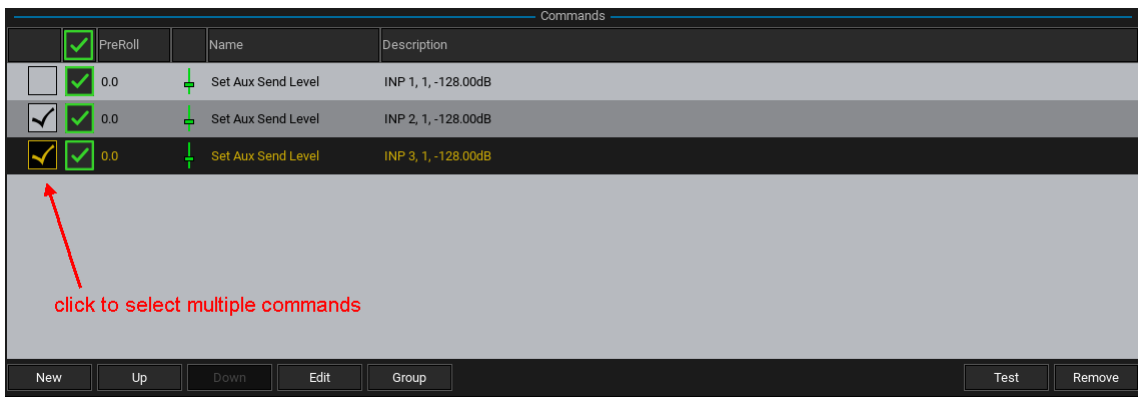 Commands
PreRoll Name Description
0.0 Set Aux Send Level INP 1, 1, -128.00dB
0.0 Set Aux Send Level INP 2, 1, -128.00dB
0.0 Set Aux Send Level INP 3, 1, -128.00dB
click to select multiple commands
New Up Down Edit Group Test Remove